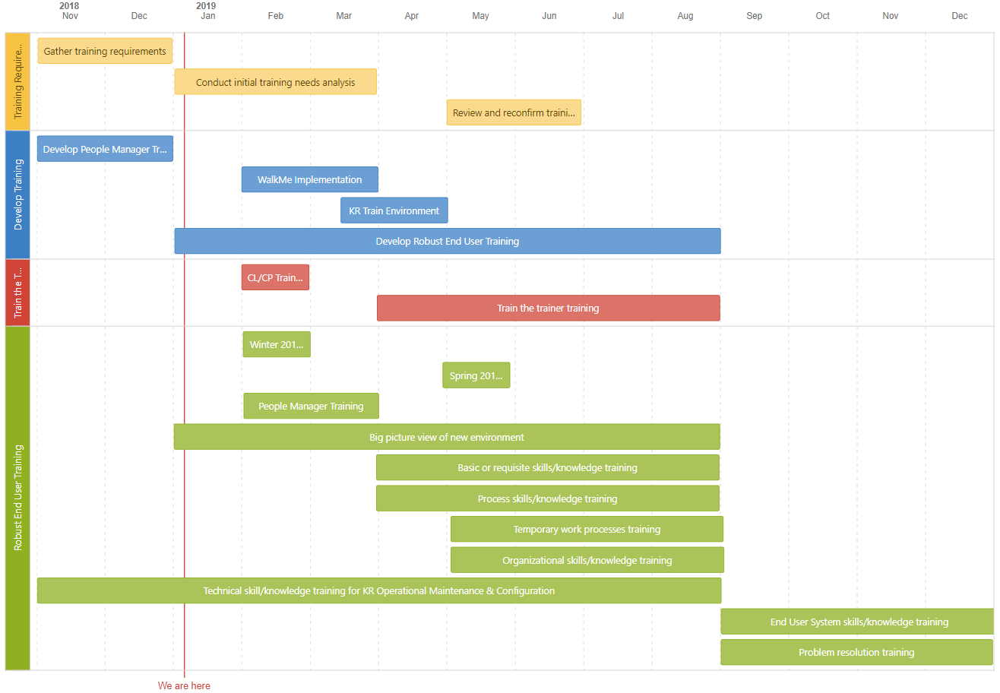 2018 2019
Nov Dec Jan Feb Mar Apr May Jun Jul Aug Sep Oct Nov Dec
Training Require...
Gather training requirements
Conduct initial training needs analysis
Review and reconfirm traini...
Develop Training
Develop People Manager Tr...
WalkMe Implementation
KR Train Environment
Develop Robust End User Training
Train the T...
CL/CP Train...
Train the trainer training
Robust End User Training
Winter 201...
Spring 201...
People Manager Training
Big picture view of new environment
Basic or requisite skills/knowledge training
Process skills/knowledge training
Temporary work processes training
Organizational skills/knowledge training
Technical skill/knowledge training for KR Operational Maintenance & Configuration
End User System skills/knowledge training
Problem resolution training
We are here